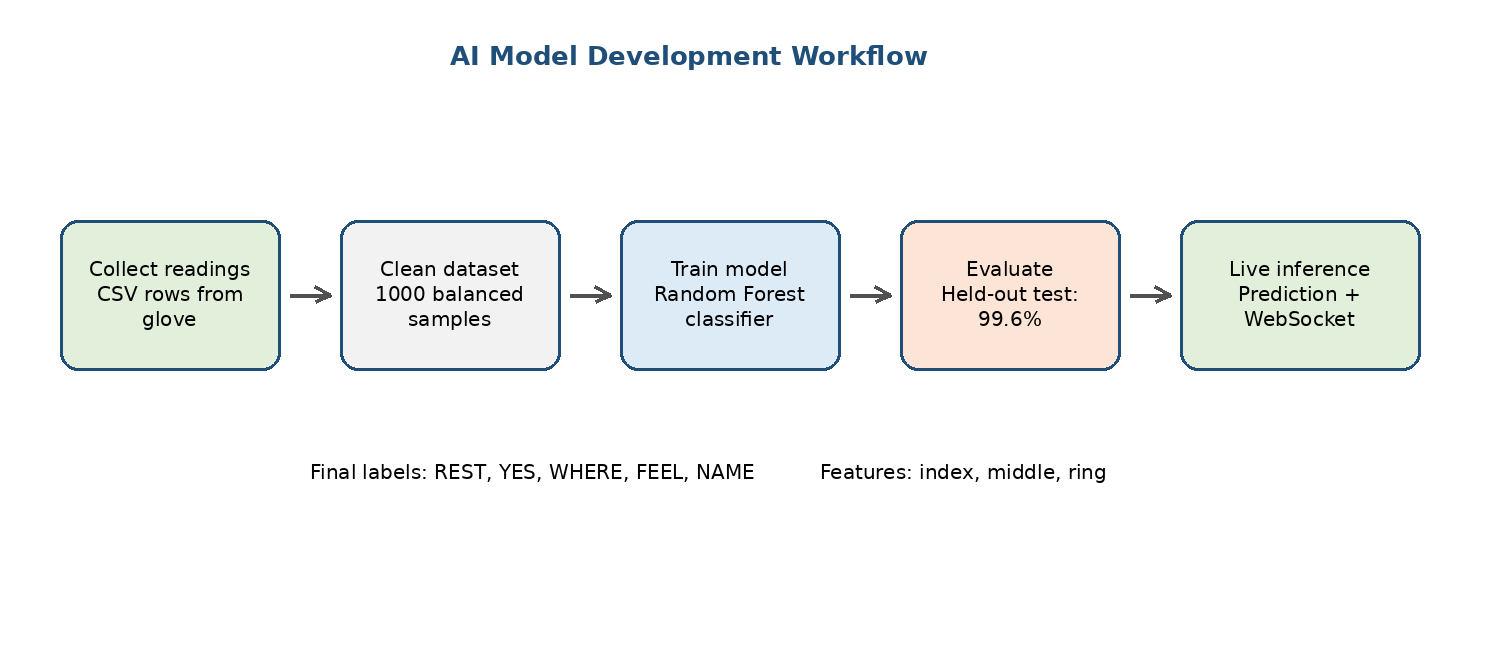 AI Model Development Workflow
Collect readings
CSV rows from
glove
Clean dataset
1000 balanced
samples
Train model
Random Forest
classifier
Evaluate
Held-out test:
99.6%
Live inference
Prediction +
WebSocket
Final labels: REST, YES, WHERE, FEEL, NAME
Features: index, middle, ring